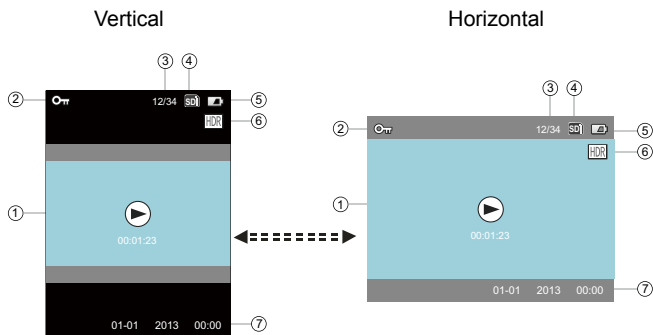 Vertical
③ ④
② 12/34 SD ⑤
HDR ⑥
①
00:01:23
01-01 2013 00:00 ⑦
Horizontal
③ ④
② 12/34 SD ⑤
HDR ⑥
①
00:01:23
01-01 2013 00:00 ⑦